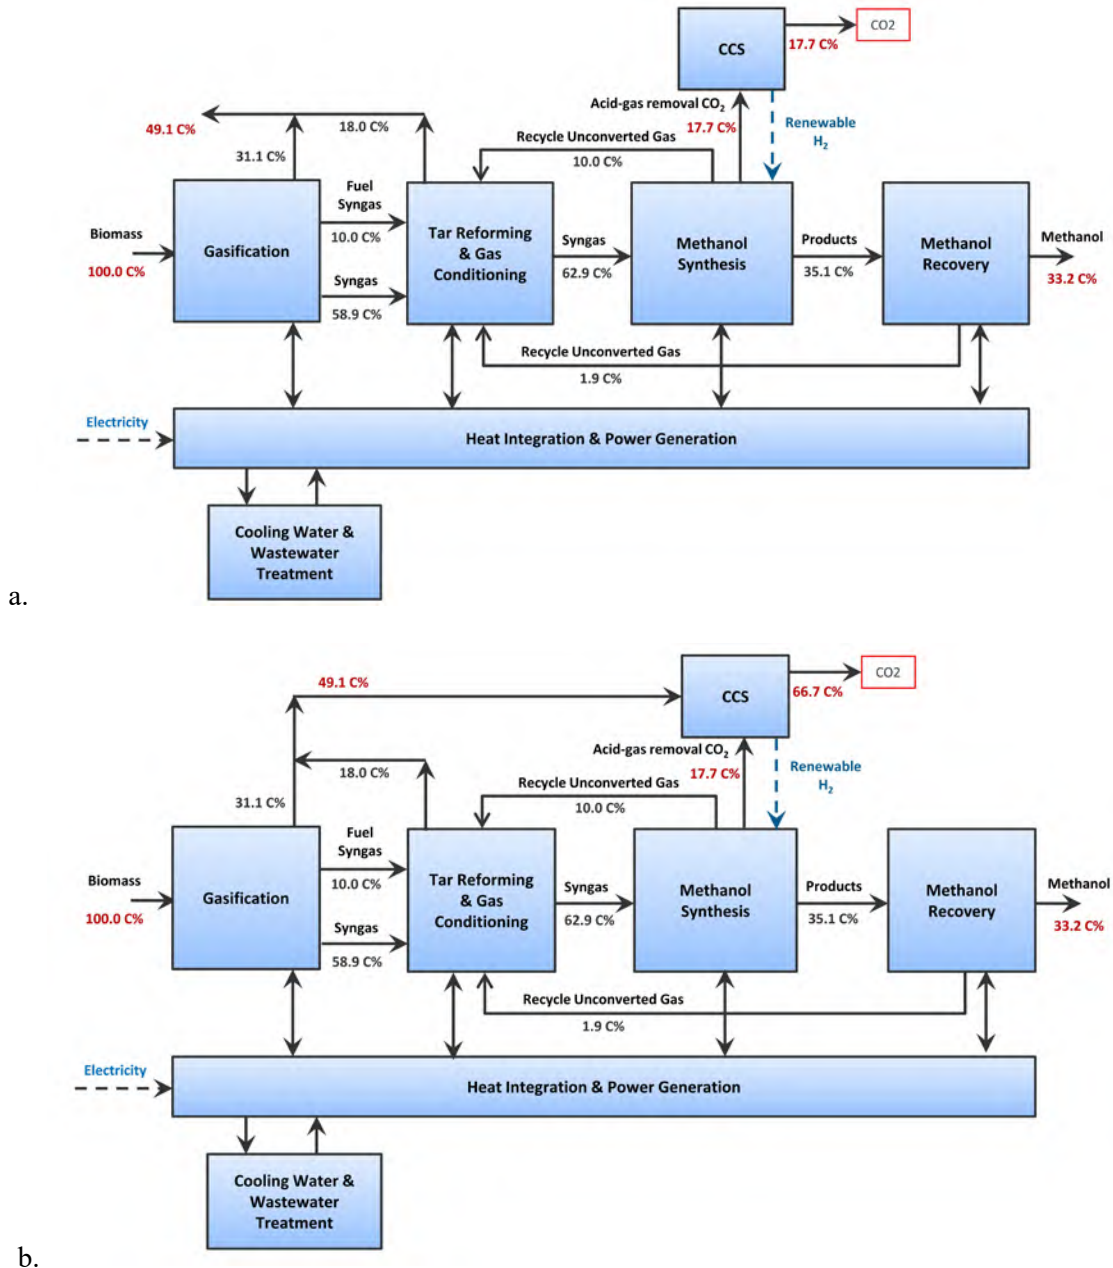 CCS
17.7 C%
CO2
Acid-gas removal CO₂
17.7 C%
Renewable
H₂
49.1 C%
18.0 C%
31.1 C%
Recycle Unconverted Gas
10.0 C%
Biomass
100.0 C%
Gasification
Fuel
Syngas
10.0 C%
Syngas
58.9 C%
Tar Reforming
& Gas
Conditioning
Syngas
62.9 C%
Methanol
Synthesis
Products
35.1 C%
Methanol
Recovery
Methanol
33.2 C%
Recycle Unconverted Gas
1.9 C%
Electricity
Heat Integration & Power Generation
Cooling Water &
Wastewater
Treatment
a.
49.1 C%
CCS
66.7 C%
CO2
Acid-gas removal CO₂
17.7 C%
Renewable
H₂
18.0 C%
31.1 C%
Recycle Unconverted Gas
10.0 C%
Biomass
100.0 C%
Gasification
Fuel
Syngas
10.0 C%
Syngas
58.9 C%
Tar Reforming
& Gas
Conditioning
Syngas
62.9 C%
Methanol
Synthesis
Products
35.1 C%
Methanol
Recovery
Methanol
33.2 C%
Recycle Unconverted Gas
1.9 C%
Electricity
Heat Integration & Power Generation
Cooling Water &
Wastewater
Treatment
b.